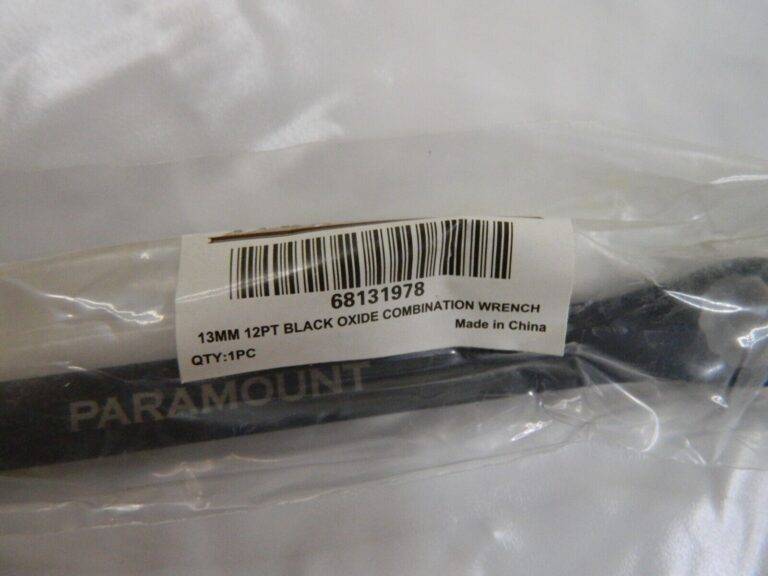 68131978
13MM 12PT BLACK OXIDE COMBINATION WRENCH
QTY:1PC
Made in China
PARAMOUNT